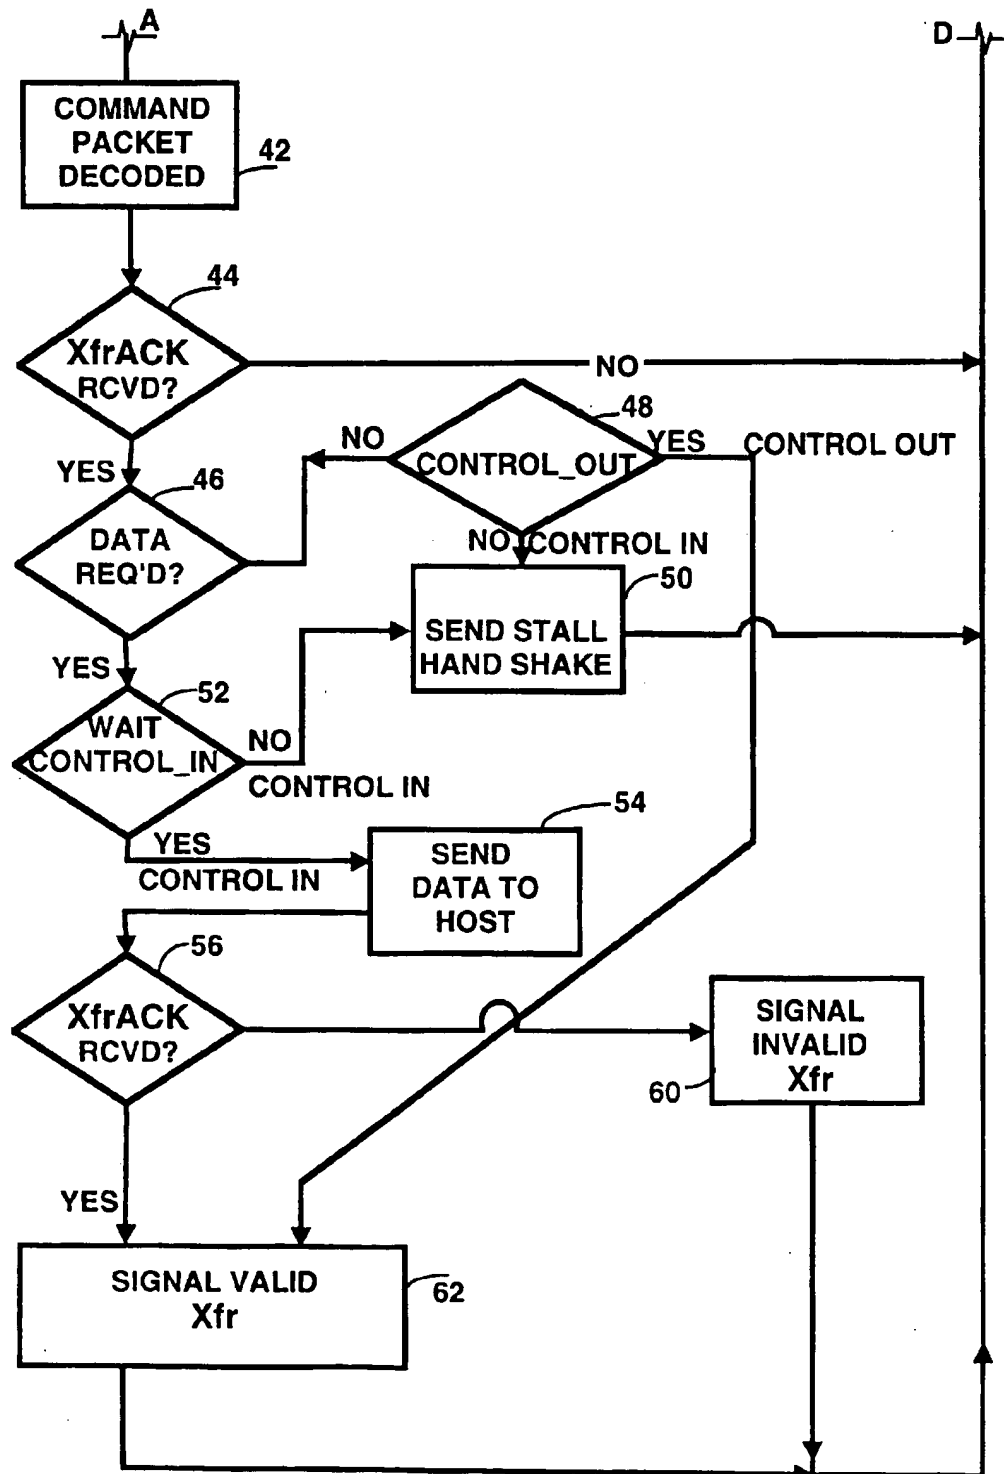 A
D
COMMAND
PACKET
DECODED
42
44
XfrACK
RCVD?
NO
48
NO
CONTROL_OUT
YES
CONTROL OUT
YES
46
DATA
REQ'D?
NO
CONTROL IN
50
SEND STALL
HAND SHAKE
YES
52
WAIT
CONTROL_IN
NO
CONTROL IN
54
YES
CONTROL IN
SEND
DATA TO
HOST
56
XfrACK
RCVD?
SIGNAL
INVALID
Xfr
60
YES
SIGNAL VALID
Xfr
62